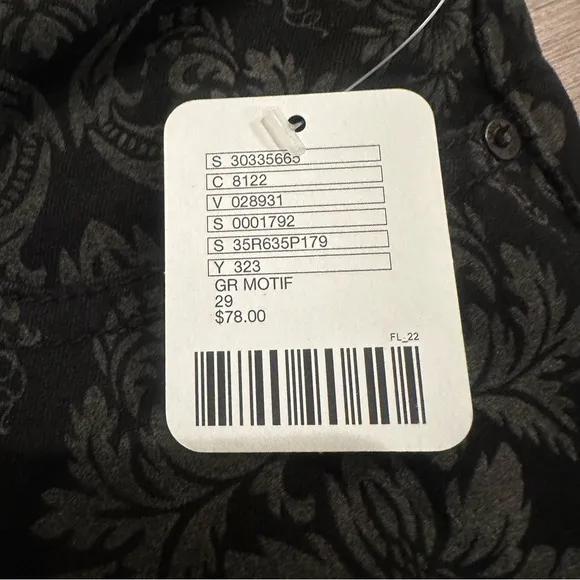 S 30335665
C 8122
V 028931
S 0001792
S 35R635P179
Y 323
GR MOTIF
29
$78.00
FL_22